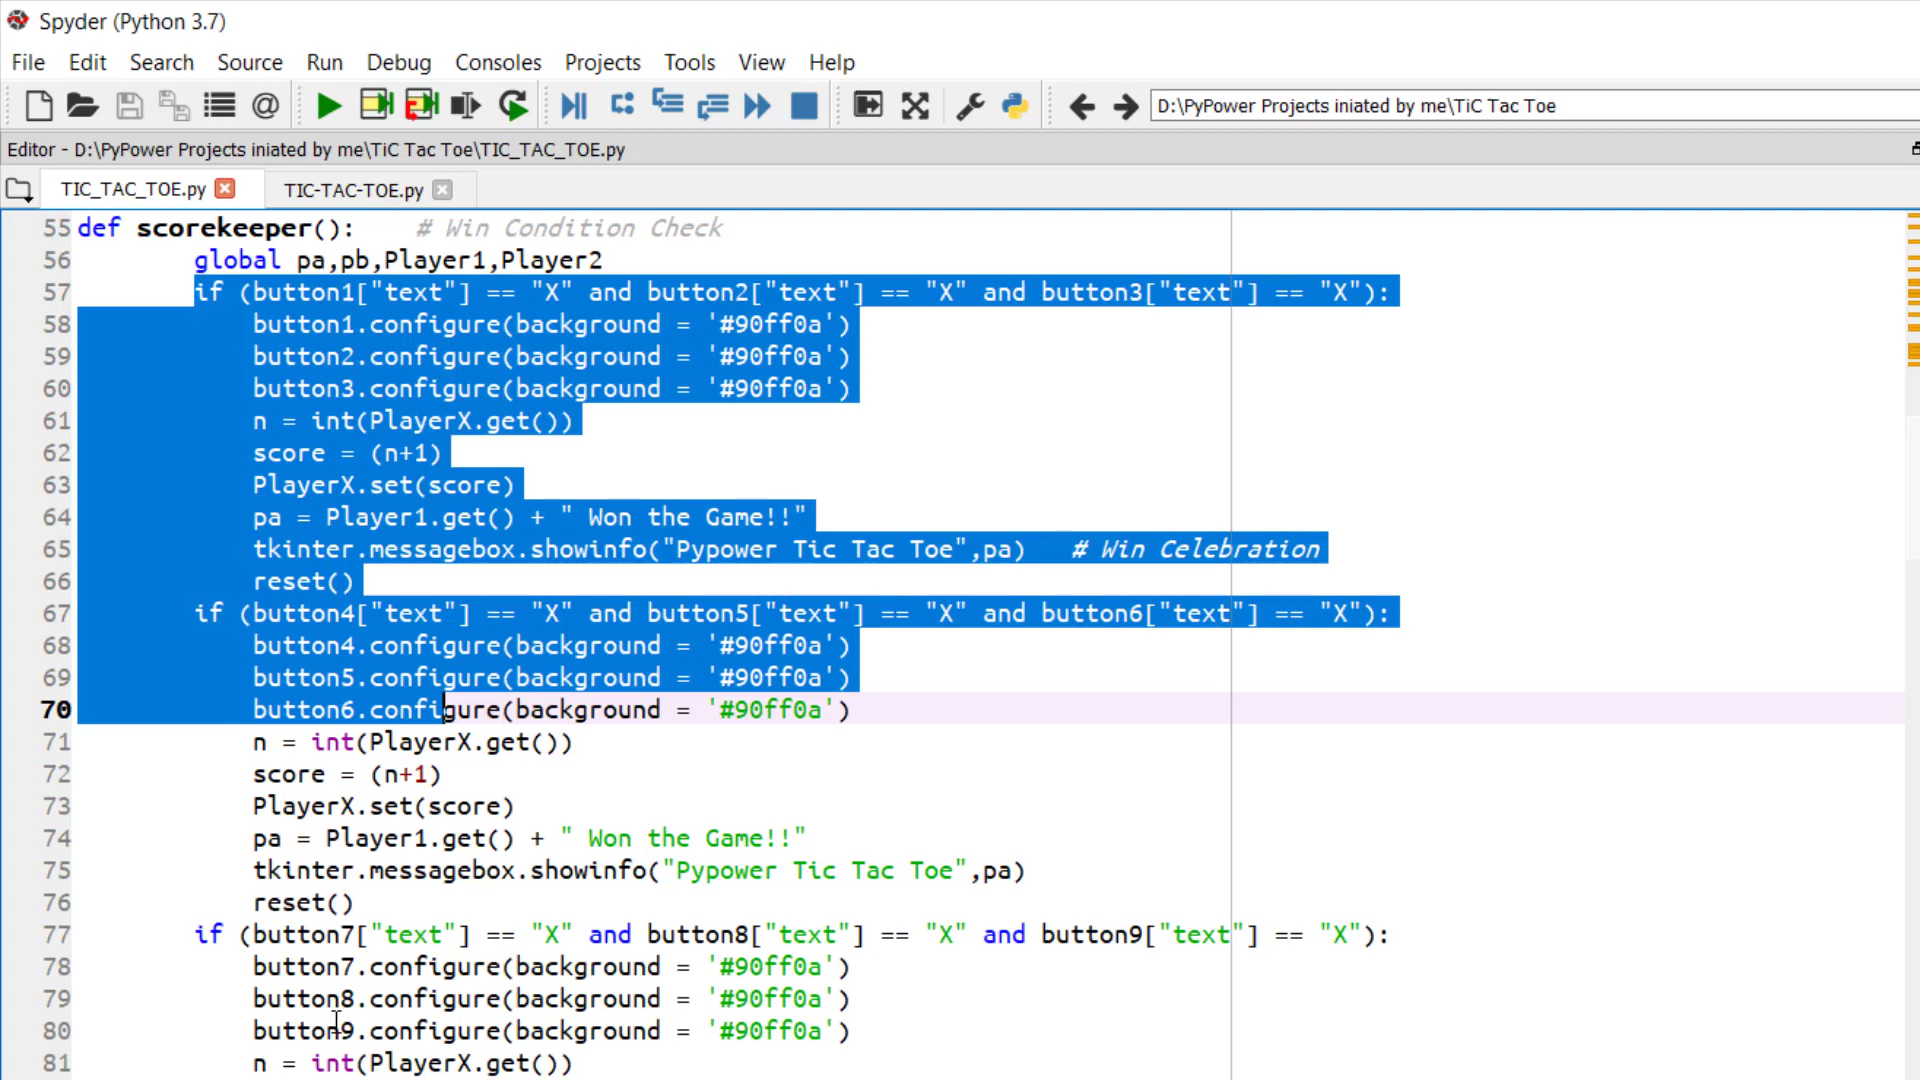 Spyder (Python 3.7)
File Edit Search Source Run Debug Consoles Projects Tools View Help
D:\PyPower Projects iniated by me\TiC Tac Toe
Editor - D:\PyPower Projects iniated by me\TiC Tac Toe\TIC_TAC_TOE.py
TIC_TAC_TOE.py TIC-TAC-TOE.py
55 def scorekeeper():    # Win Condition Check
56         global pa,pb,Player1,Player2
57         if (button1["text"] == "X" and button2["text"] == "X" and button3["text"] == "X"):
58             button1.configure(background = '#90ff0a')
59             button2.configure(background = '#90ff0a')
60             button3.configure(background = '#90ff0a')
61             n = int(PlayerX.get())
62             score = (n+1)
63             PlayerX.set(score)
64             pa = Player1.get() + " Won the Game!!"
65             tkinter.messagebox.showinfo("Pypower Tic Tac Toe",pa)   # Win Celebration
66             reset()
67         if (button4["text"] == "X" and button5["text"] == "X" and button6["text"] == "X"):
68             button4.configure(background = '#90ff0a')
69             button5.configure(background = '#90ff0a')
70             button6.configure(background = '#90ff0a')
71             n = int(PlayerX.get())
72             score = (n+1)
73             PlayerX.set(score)
74             pa = Player1.get() + " Won the Game!!"
75             tkinter.messagebox.showinfo("Pypower Tic Tac Toe",pa)
76             reset()
77         if (button7["text"] == "X" and button8["text"] == "X" and button9["text"] == "X"):
78             button7.configure(background = '#90ff0a')
79             button8.configure(background = '#90ff0a')
80             button9.configure(background = '#90ff0a')
81             n = int(PlayerX.get())